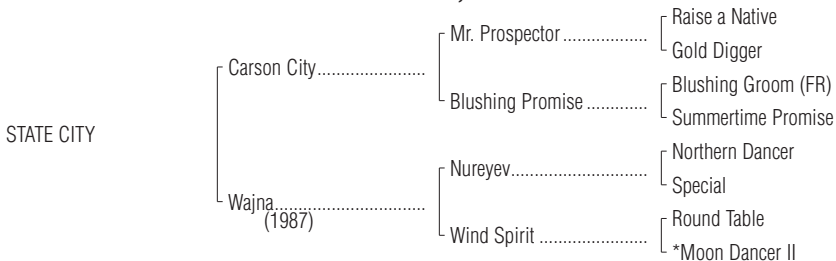 Raise a Native
Mr. Prospector....................
Gold Digger
Carson City.......................
Blushing Groom (FR)
Blushing Promise ..............
Summertime Promise
STATE CITY
Northern Dancer
Nureyev.............................
Special
Wajna................................
(1987)
Round Table
Wind Spirit .......................
*Moon Dancer II